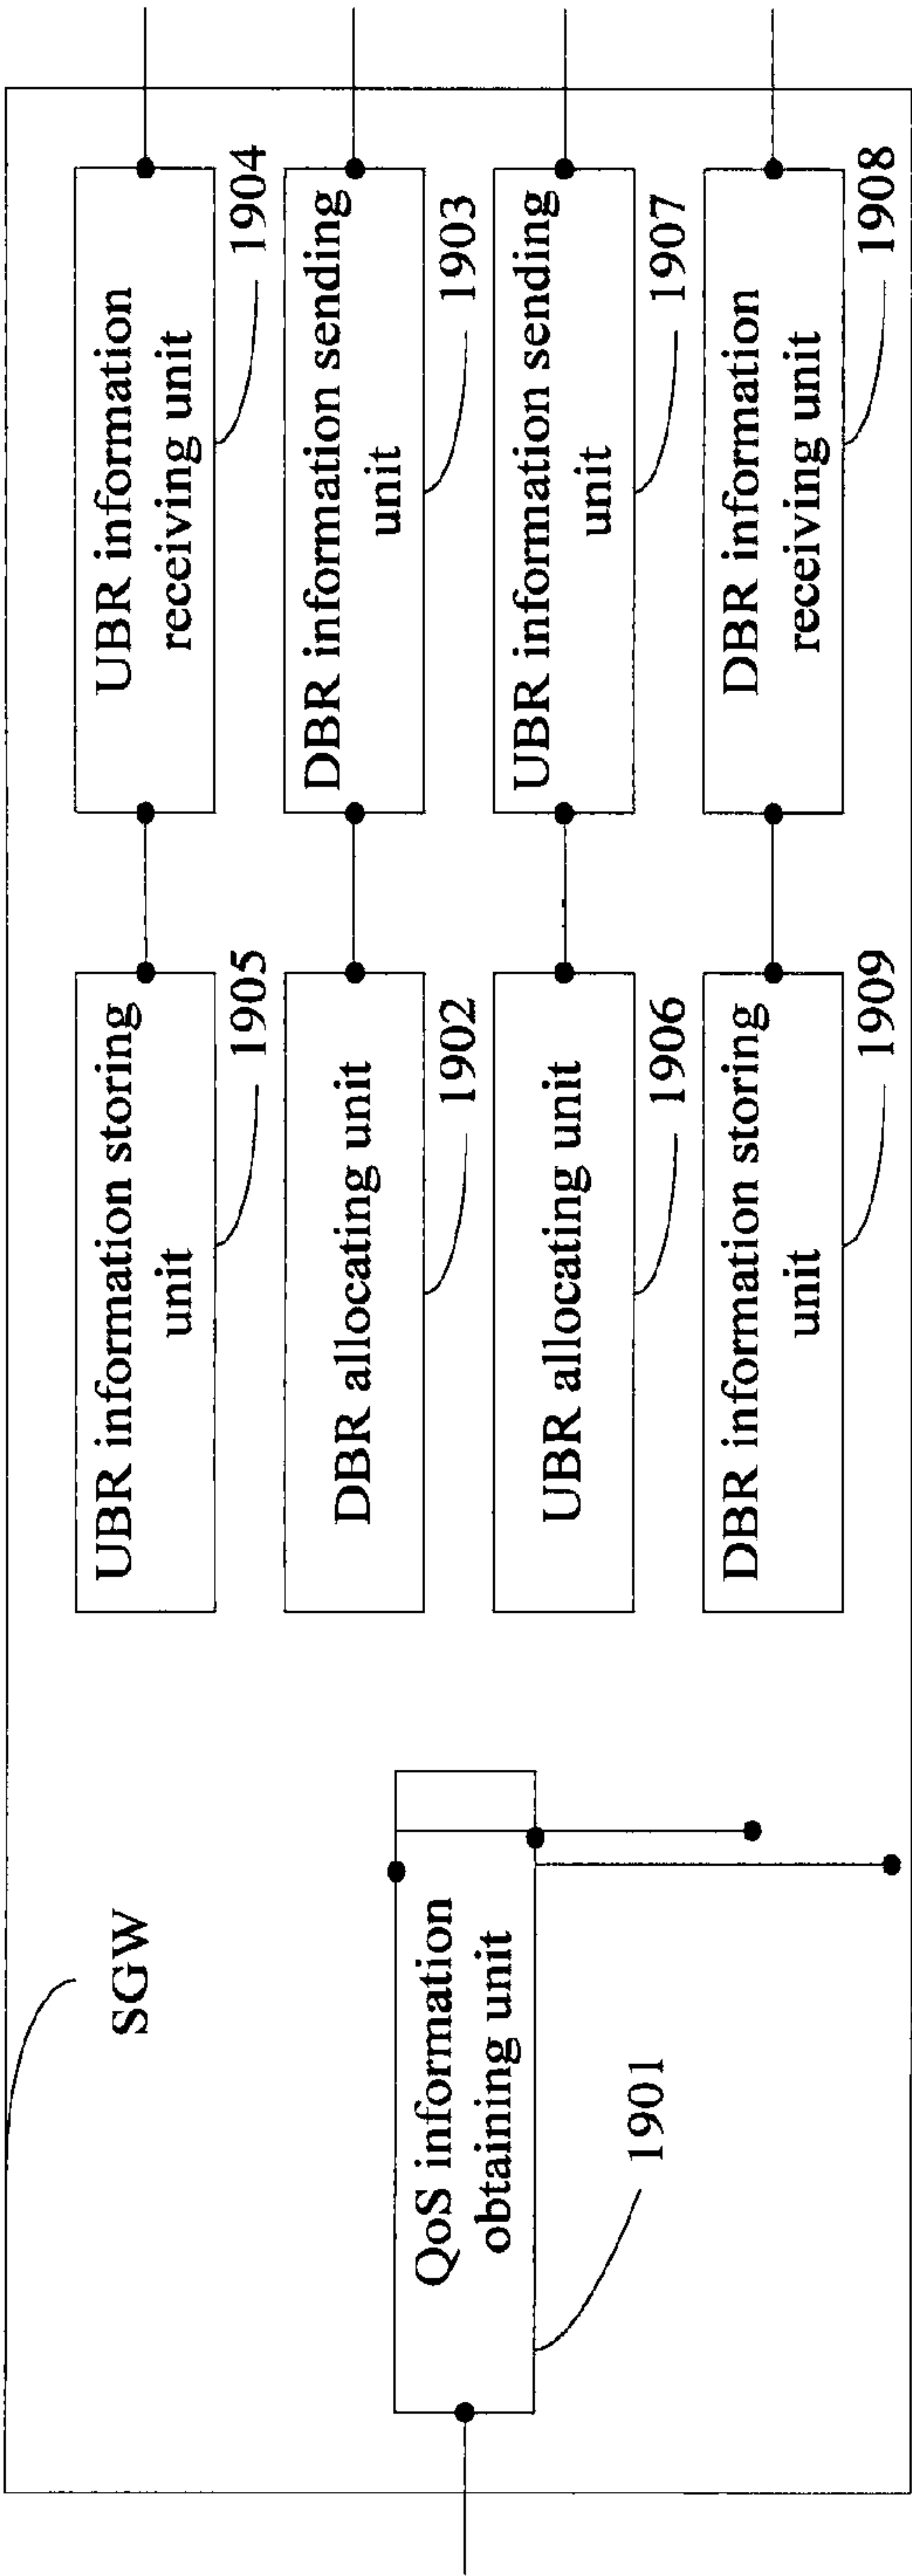 SGW
QoS information
obtaining unit
1901
UBR information storing
unit
1905
UBR information
receiving unit
1904
DBR allocating unit
1902
DBR information sending
unit
1903
UBR allocating unit
1906
UBR information sending
unit
1907
DBR information storing
unit
1909
DBR information
receiving unit
1908